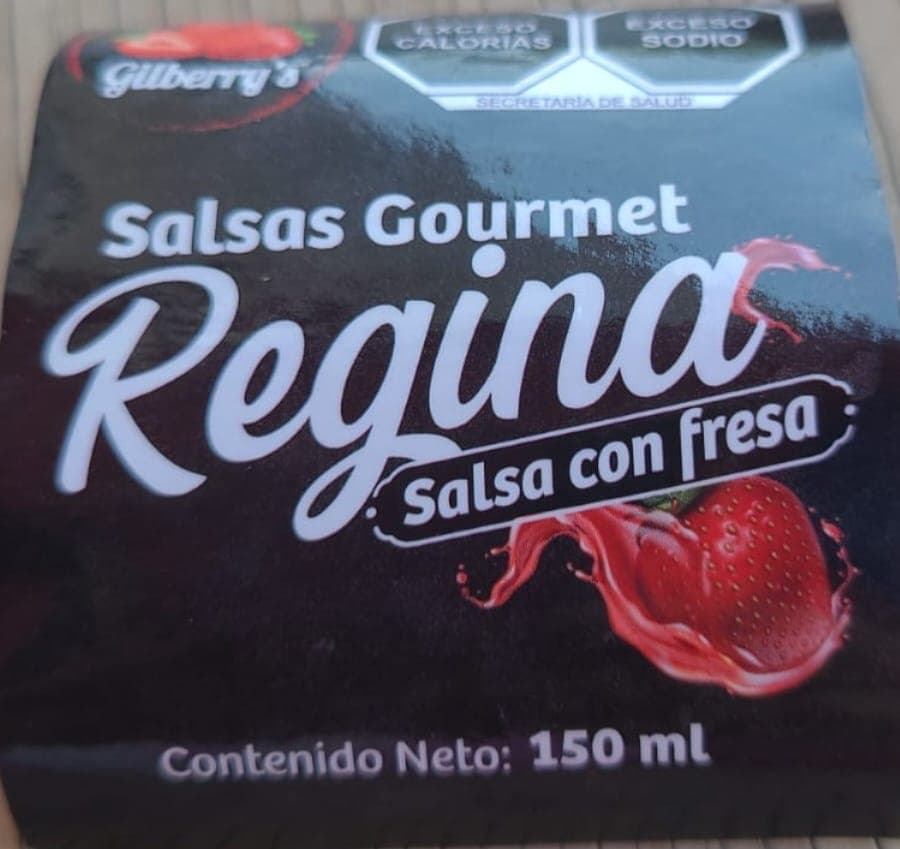 Gilberry's
EXCESO
CALORÍAS
EXCESO
SODIO
SECRETARÍA DE SALUD
Salsas Gourmet
Regina
Salsa con fresa
Contenido Neto: 150 ml